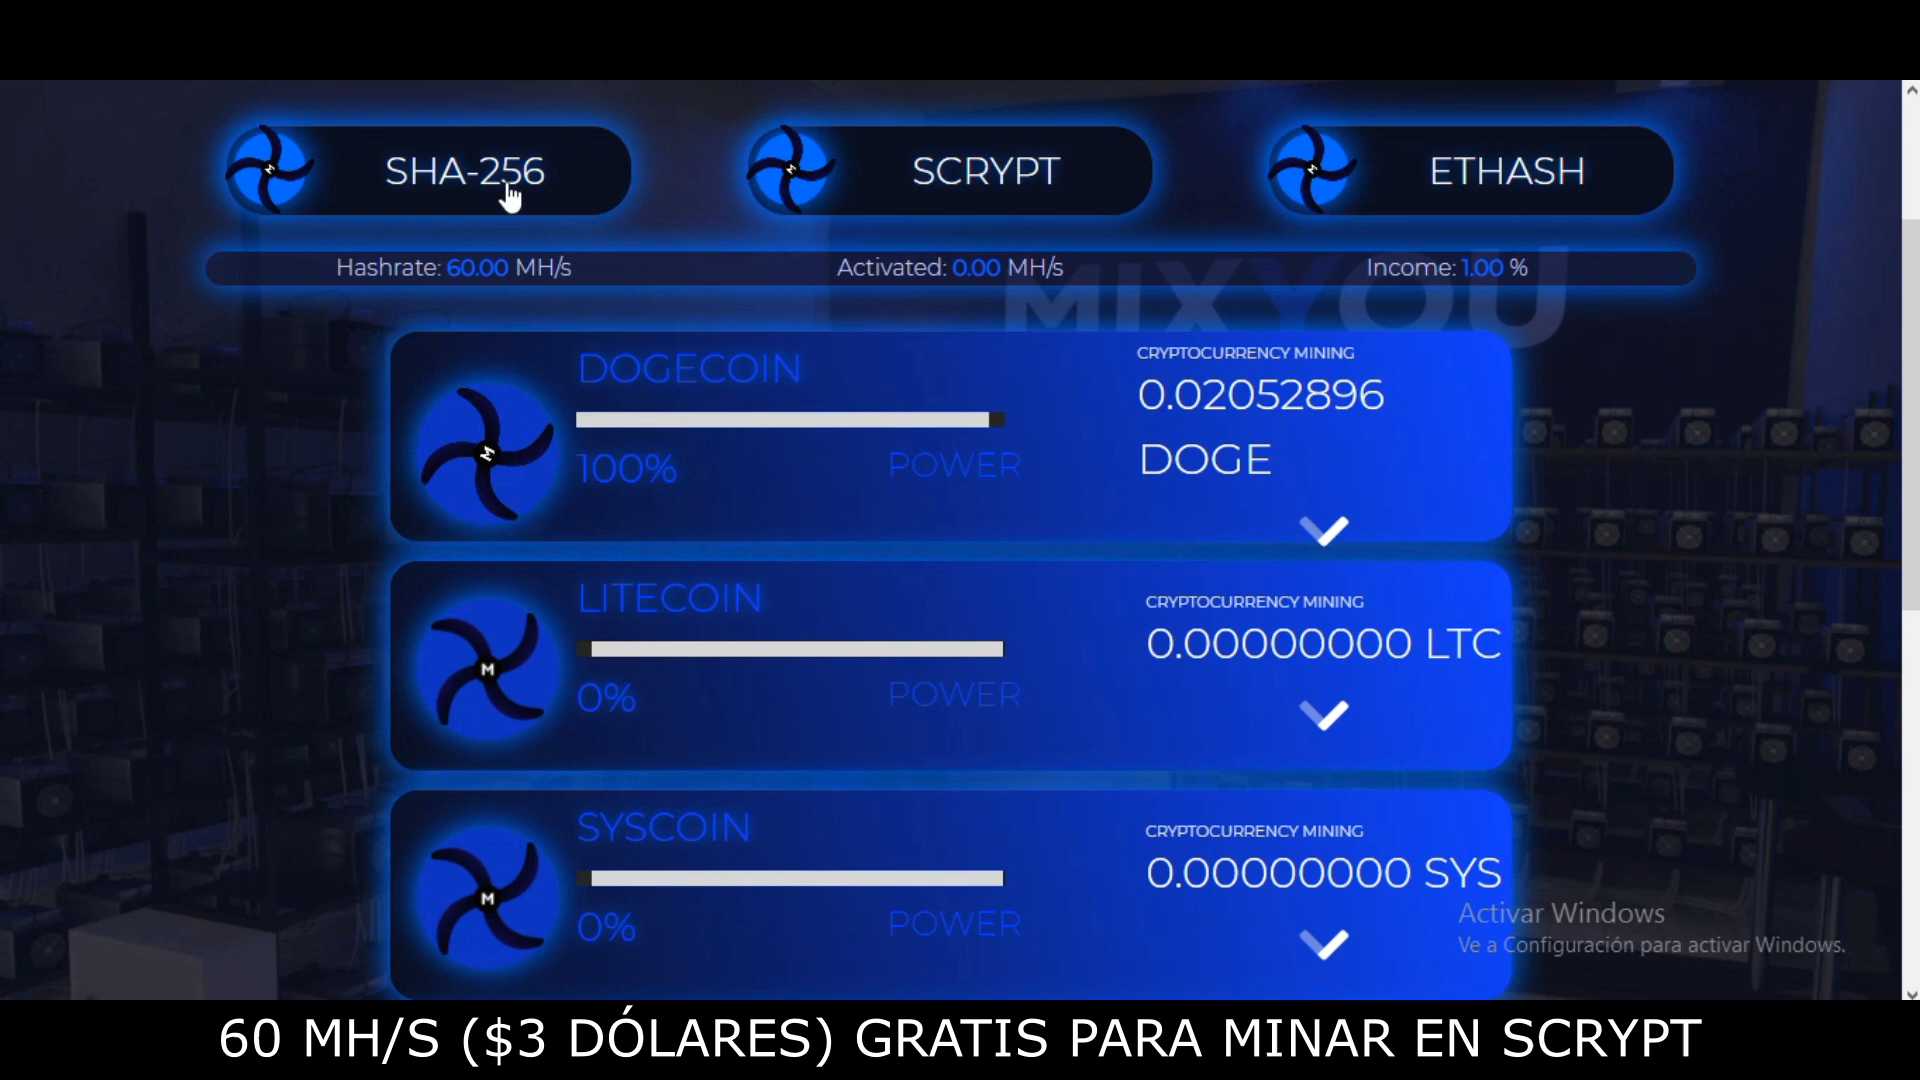 SHA-256
SCRYPT
ETHASH
Hashrate: 60.00 MH/s
Activated: 0.00 MH/s
Income: 1.00 %
MIXYOU
DOGECOIN
100%
POWER
CRYPTOCURRENCY MINING
0.02052896
DOGE
LITECOIN
0%
POWER
CRYPTOCURRENCY MINING
0.00000000 LTC
SYSCOIN
0%
POWER
CRYPTOCURRENCY MINING
0.00000000 SYS
Activar Windows
Ve a Configuración para activar Windows.
60 MH/S ($3 DÓLARES) GRATIS PARA MINAR EN SCRYPT